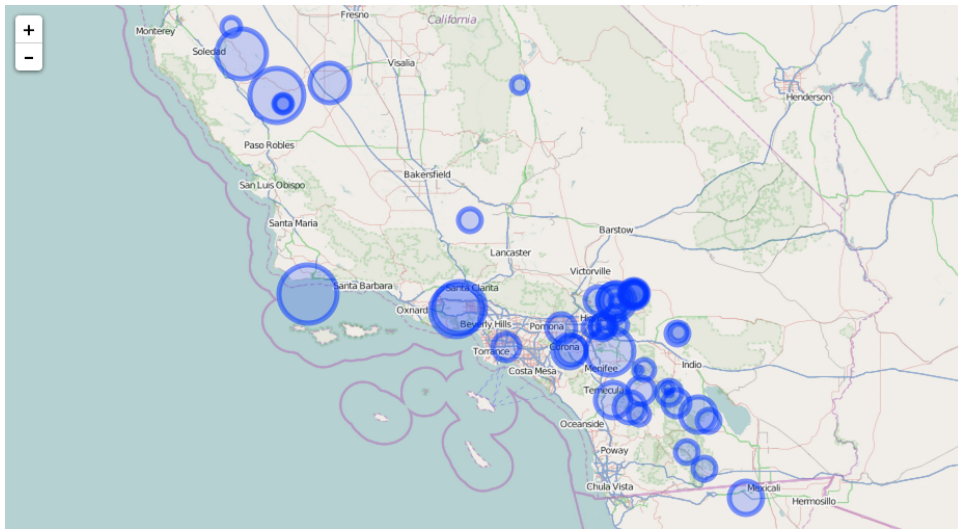 +
-
Monterey
Fresno
California
Soledad
Visalia
Henderson
Paso Robles
Bakersfield
San Luis Obispo
Santa Maria
Barstow
Lancaster
Victorville
Santa Barbara
Santa Clarita
Oxnard
Beverly Hills
Pomona
Torrance
Corona
Costa Mesa
Menifee
Indio
Temecula
Oceanside
Poway
Chula Vista
Mexicali
Hermosillo